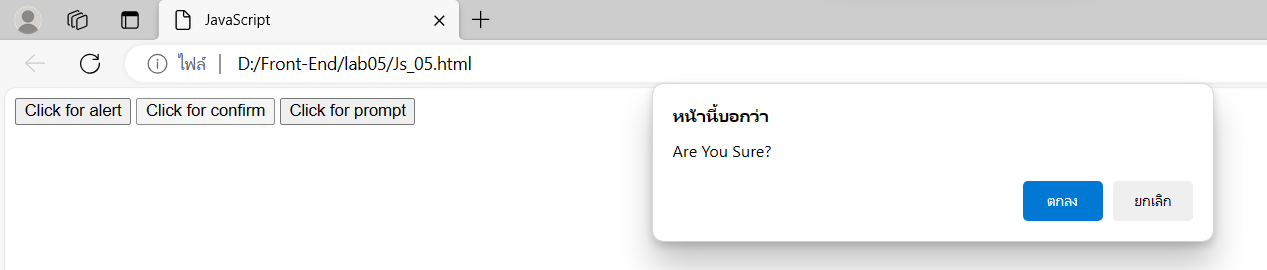 JavaScript
ไฟล์ D:/Front-End/lab05/Js_05.html
Click for alert Click for confirm Click for prompt
หน้านี้บอกว่า
Are You Sure?
ตกลง ยกเลิก